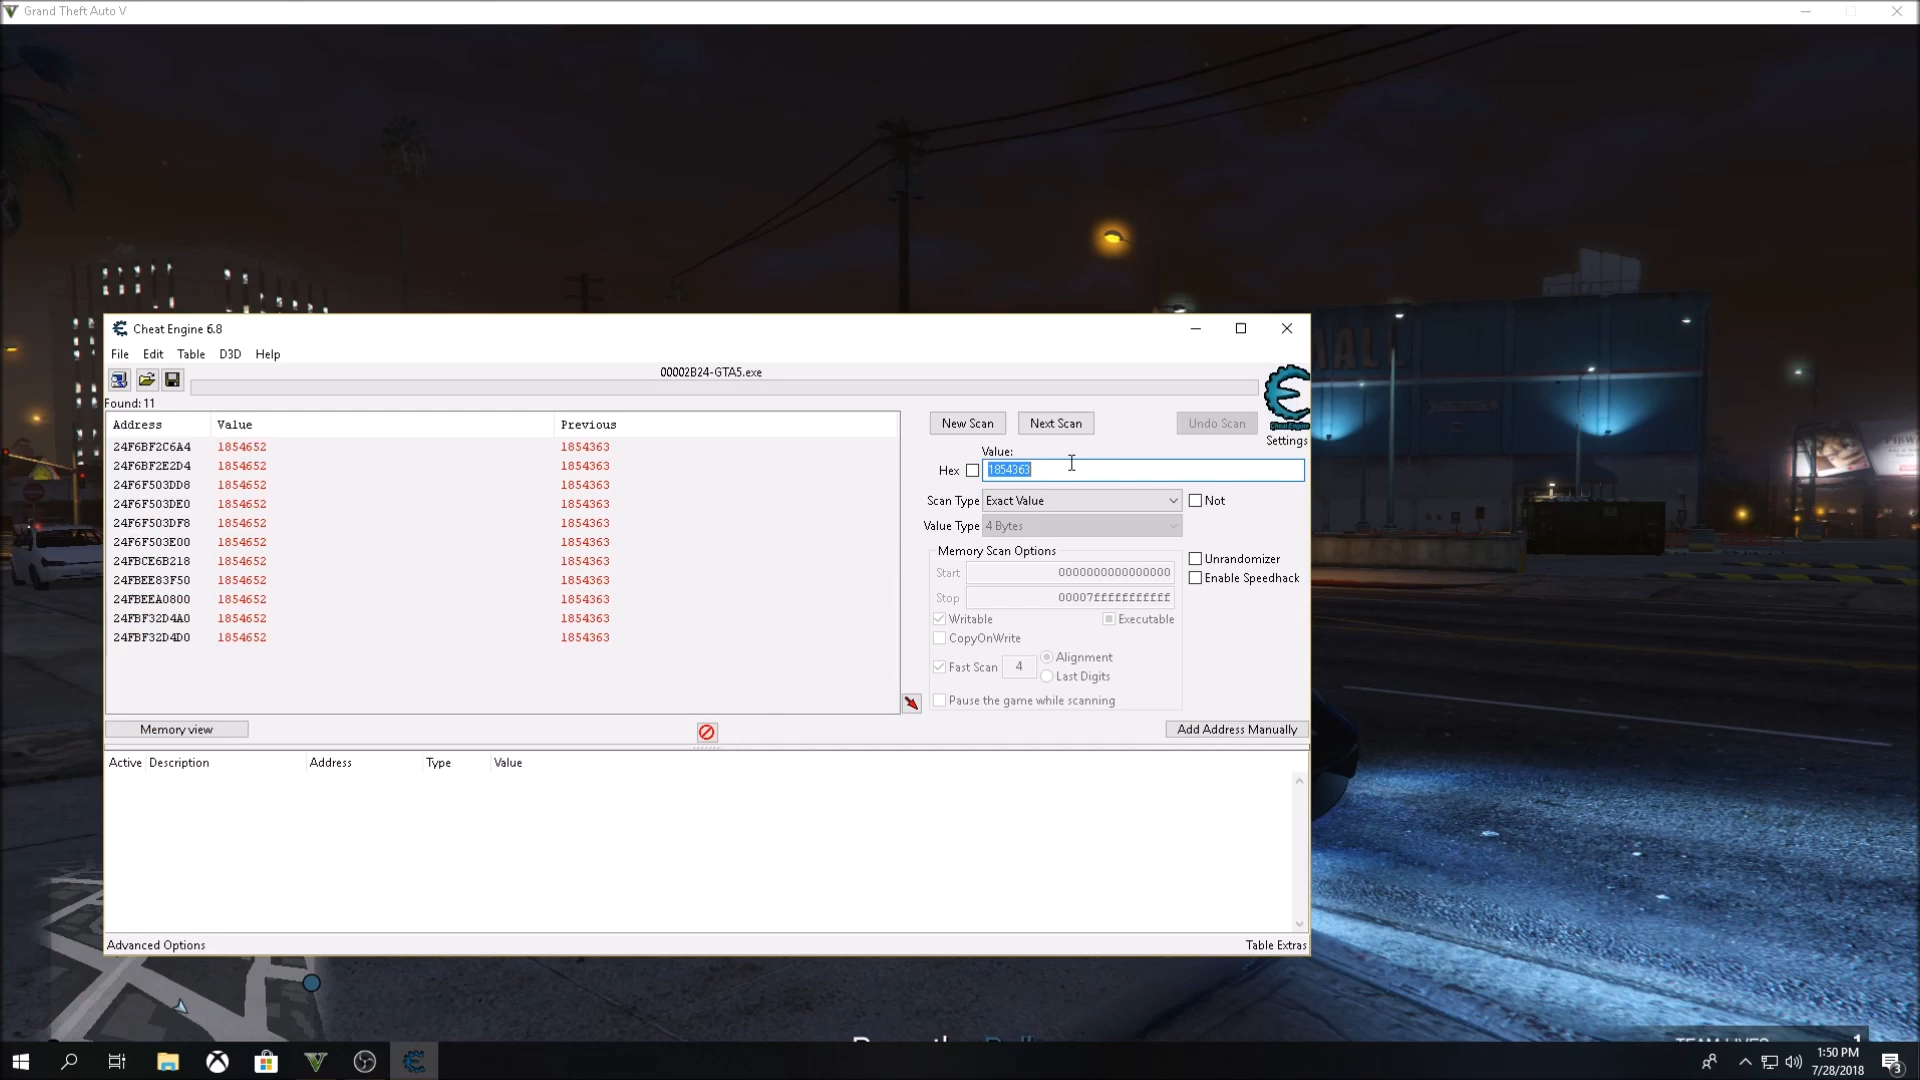 Grand Theft Auto V
Cheat Engine 6.8
File Edit Table D3D Help
00002B24-GTA5.exe
Found: 11
Address Value Previous
24F6BF2C6A4 1854652 1854363
24F6BF2E2D4 1854652 1854363
24F6F503DD8 1854652 1854363
24F6F503DE0 1854652 1854363
24F6F503DF8 1854652 1854363
24F6F503E00 1854652 1854363
24FBCE6B218 1854652 1854363
24FBEE83F50 1854652 1854363
24FBEEA0800 1854652 1854363
24FBF32D4A0 1854652 1854363
24FBF32D4D0 1854652 1854363
New Scan Next Scan Undo Scan
Cheat Engine
Settings
Value:
Hex 1854363
Scan Type Exact Value Not
Value Type 4 Bytes
Memory Scan Options
Start 0000000000000000
Stop 00007fffffffffff
Writable Executable
CopyOnWrite
Fast Scan 4 Alignment
Last Digits
Pause the game while scanning
Unrandomizer
Enable Speedhack
Memory view
Add Address Manually
Active Description Address Type Value
Advanced Options
Table Extras
TEAM LIVES 1
1:50 PM
7/28/2018
3